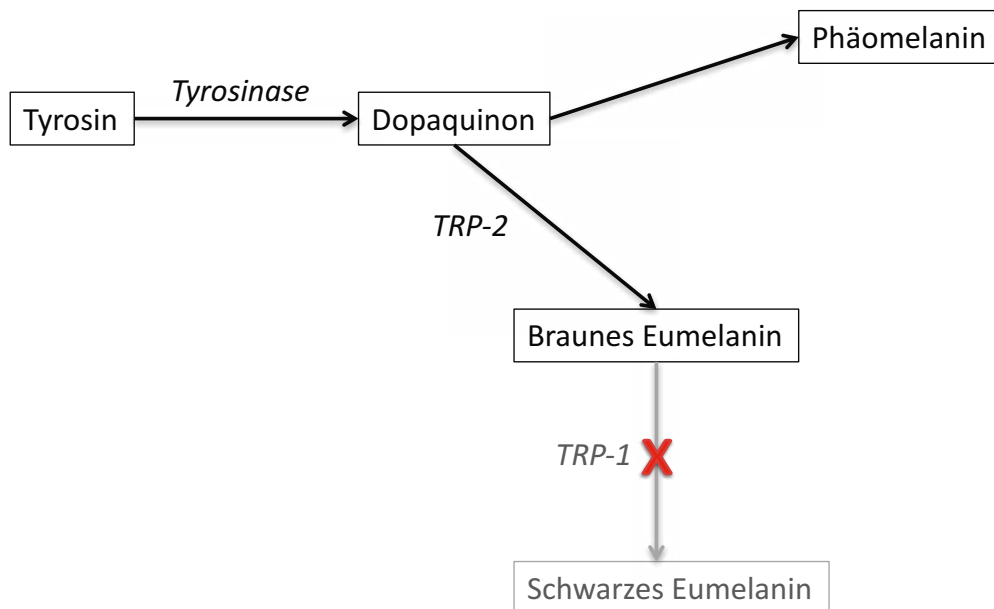 Phäomelanin
Tyrosinase
Tyrosin
Dopaquinon
TRP-2
Braunes Eumelanin
TRP-1
X
Schwarzes Eumelanin